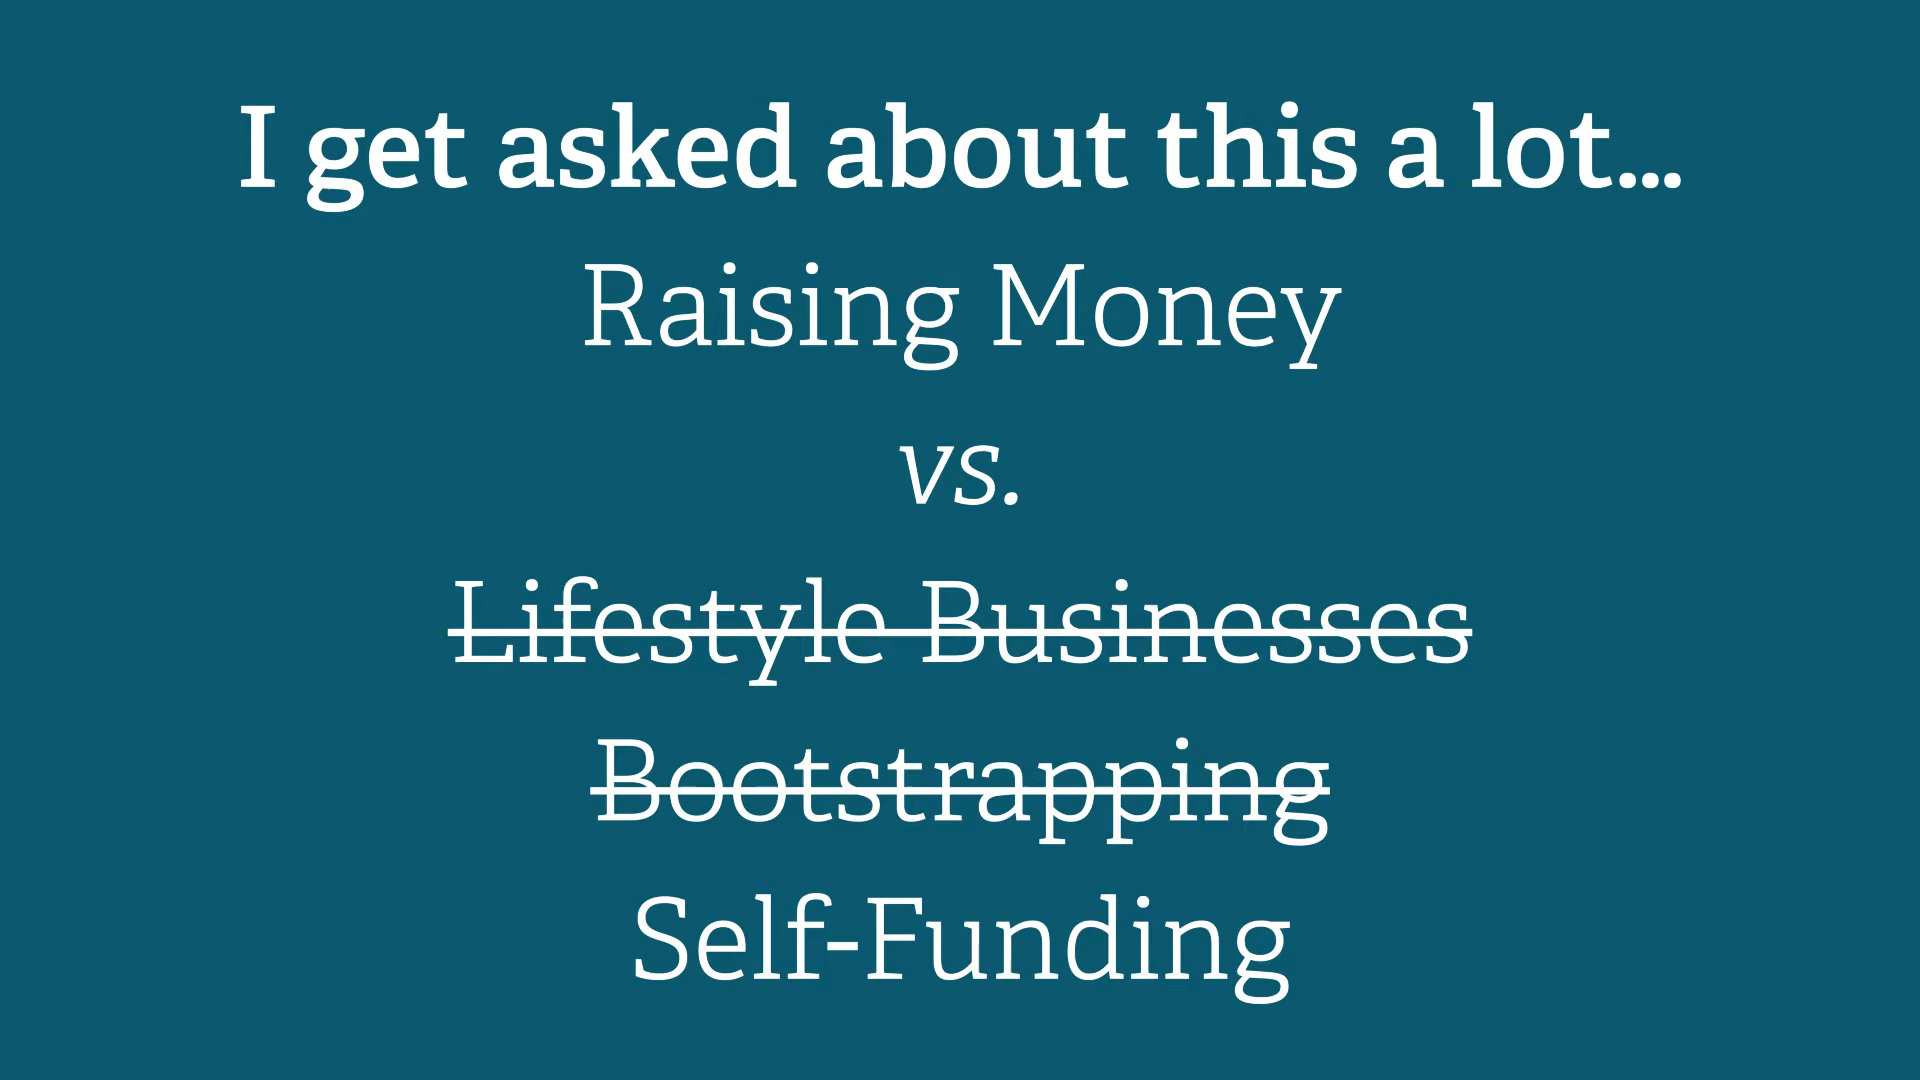 I get asked about this a lot…
Raising Money
vs.
Lifestyle Businesses
Bootstrapping
Self-Funding